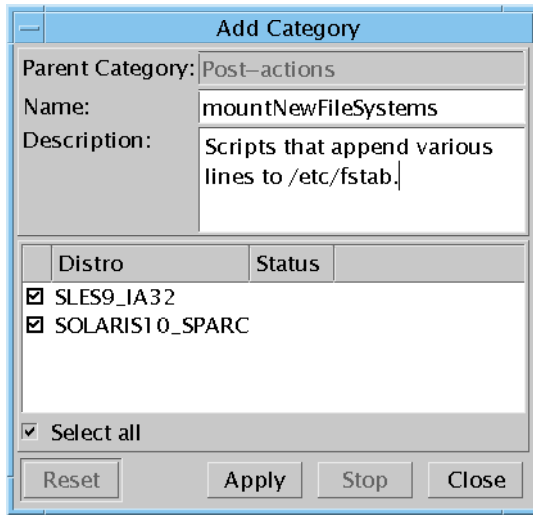 Add Category
Parent Category: Post-actions
Name: mountNewFileSystems
Description: Scripts that append various
lines to /etc/fstab.
Distro Status
SLES9_IA32
SOLARIS10_SPARC
Select all
Reset Apply Stop Close